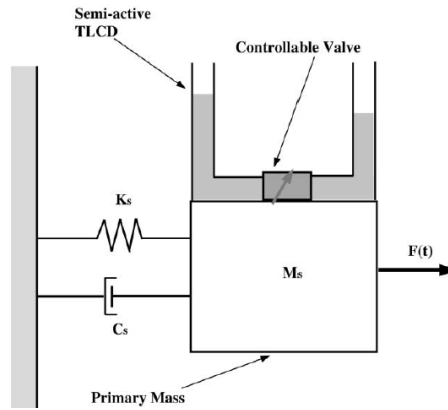 Semi-active
TLCD
Controllable Valve
Ks
F(t)
Ms
Cs
Primary Mass